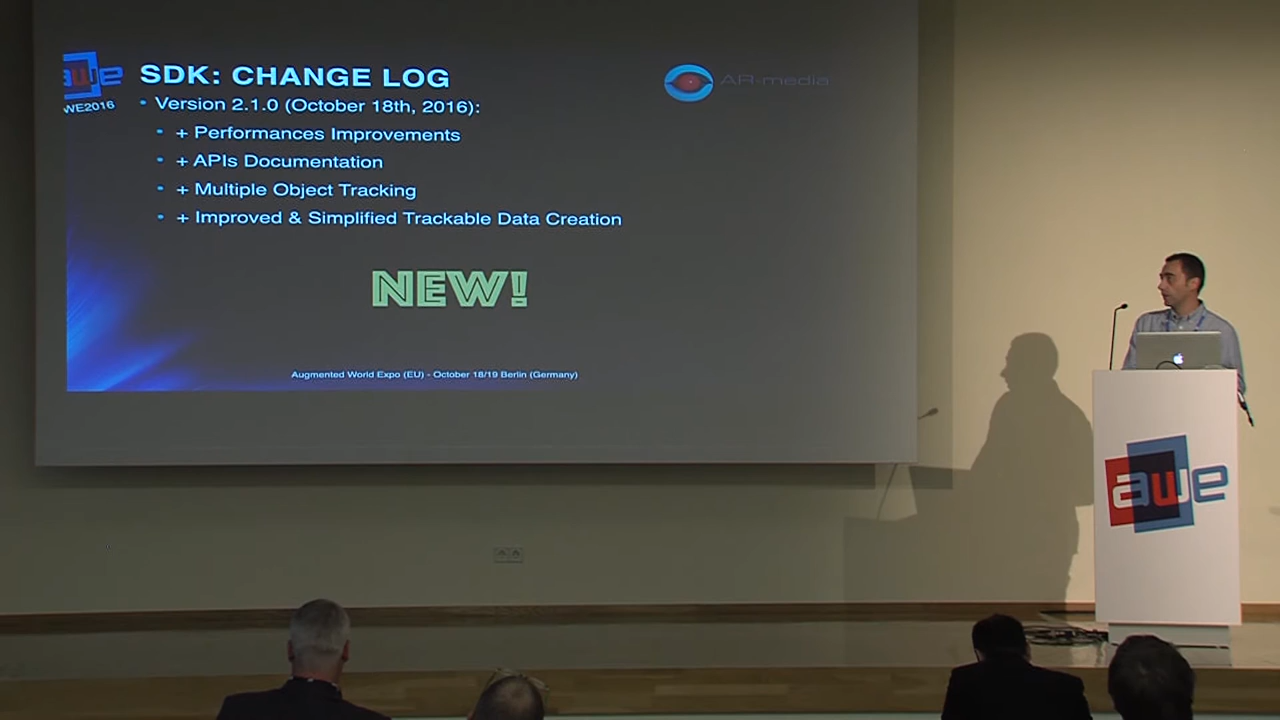 awe
WE2016
SDK: CHANGE LOG
AR-media
• Version 2.1.0 (October 18th, 2016):
• + Performances Improvements
• + APIs Documentation
• + Multiple Object Tracking
• + Improved & Simplified Trackable Data Creation
NEW!
Augmented World Expo (EU) - October 18/19 Berlin (Germany)
awe